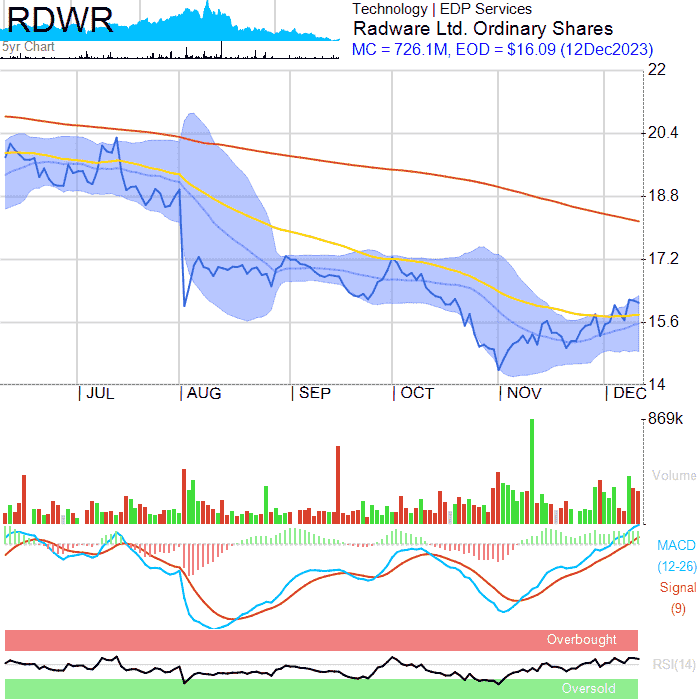 RDWR
5yr Chart
Technology | EDP Services
Radware Ltd. Ordinary Shares
MC = 726.1M, EOD = $16.09 (12Dec2023)
22
20.4
18.8
17.2
15.6
14
| JUL | AUG | SEP | OCT | NOV | DEC
869k
Volume
MACD
(12-26)
Signal
(9)
Overbought
RSI(14)
Oversold